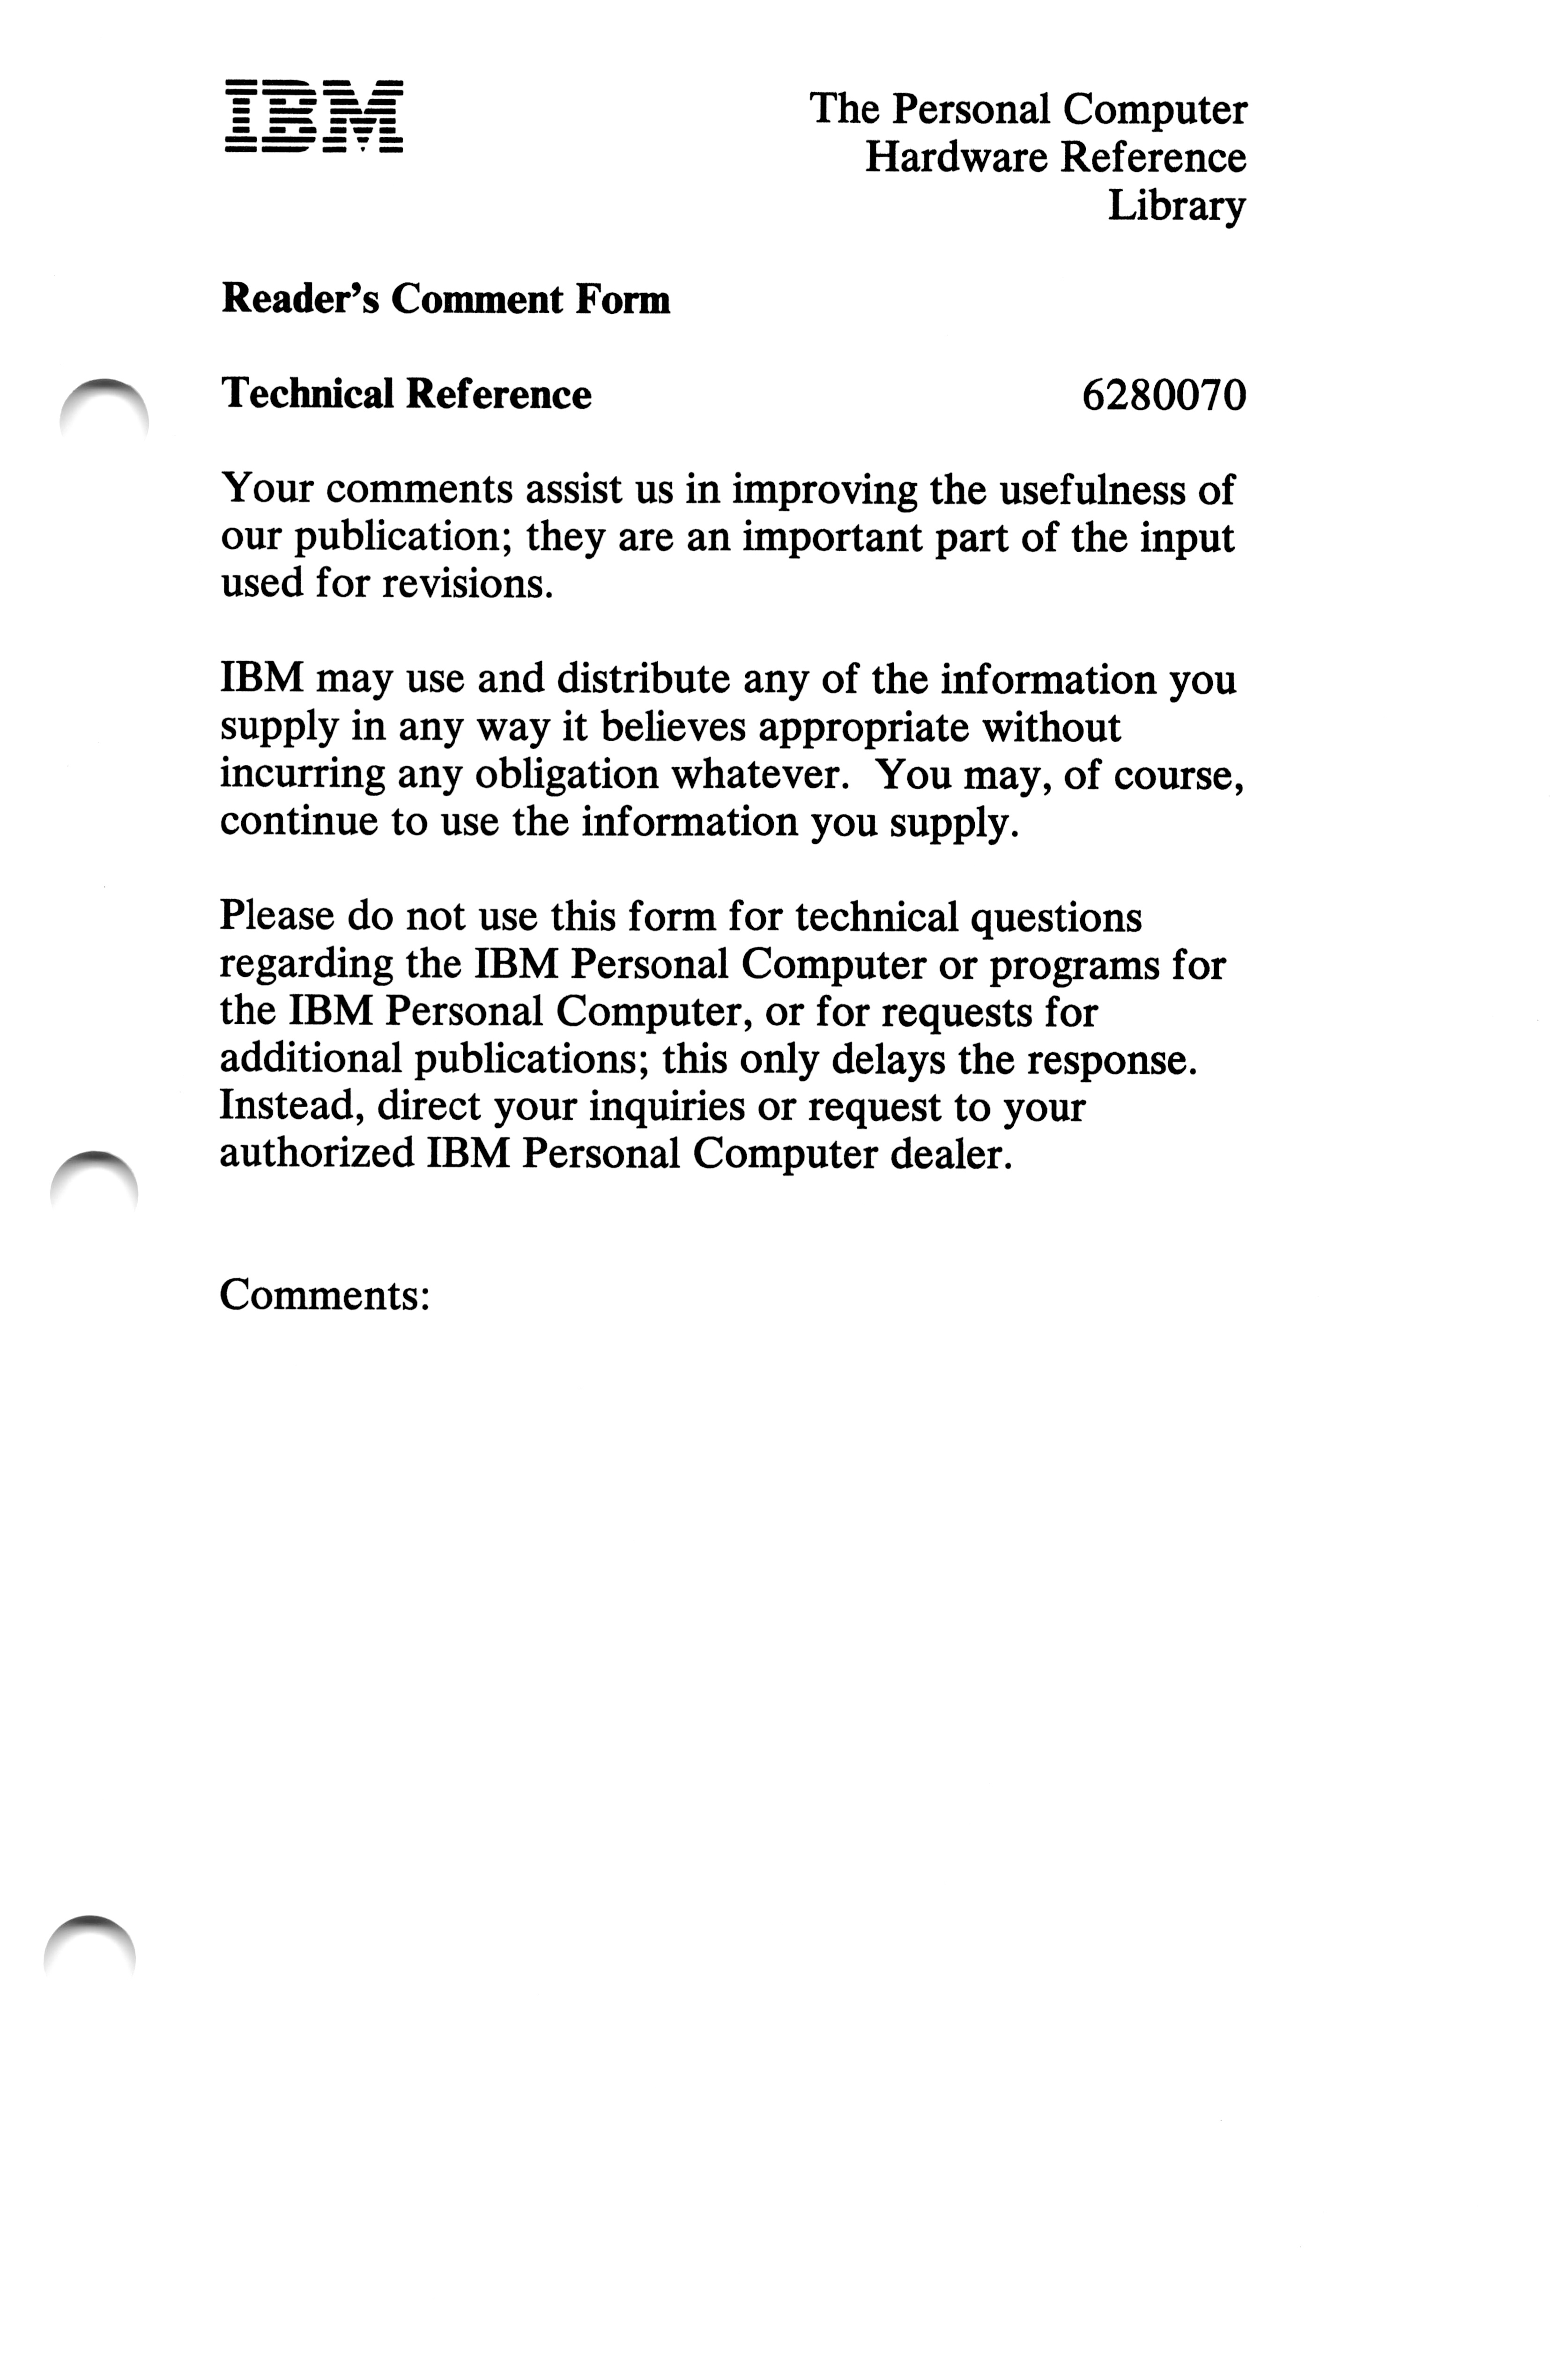 IBM
The Personal Computer
Hardware Reference
Library
Reader's Comment Form
Technical Reference 6280070
Your comments assist us in improving the usefulness of
our publication; they are an important part of the input
used for revisions.
IBM may use and distribute any of the information you
supply in any way it believes appropriate without
incurring any obligation whatever.  You may, of course,
continue to use the information you supply.
Please do not use this form for technical questions
regarding the IBM Personal Computer or programs for
the IBM Personal Computer, or for requests for
additional publications; this only delays the response.
Instead, direct your inquiries or request to your
authorized IBM Personal Computer dealer.
Comments: